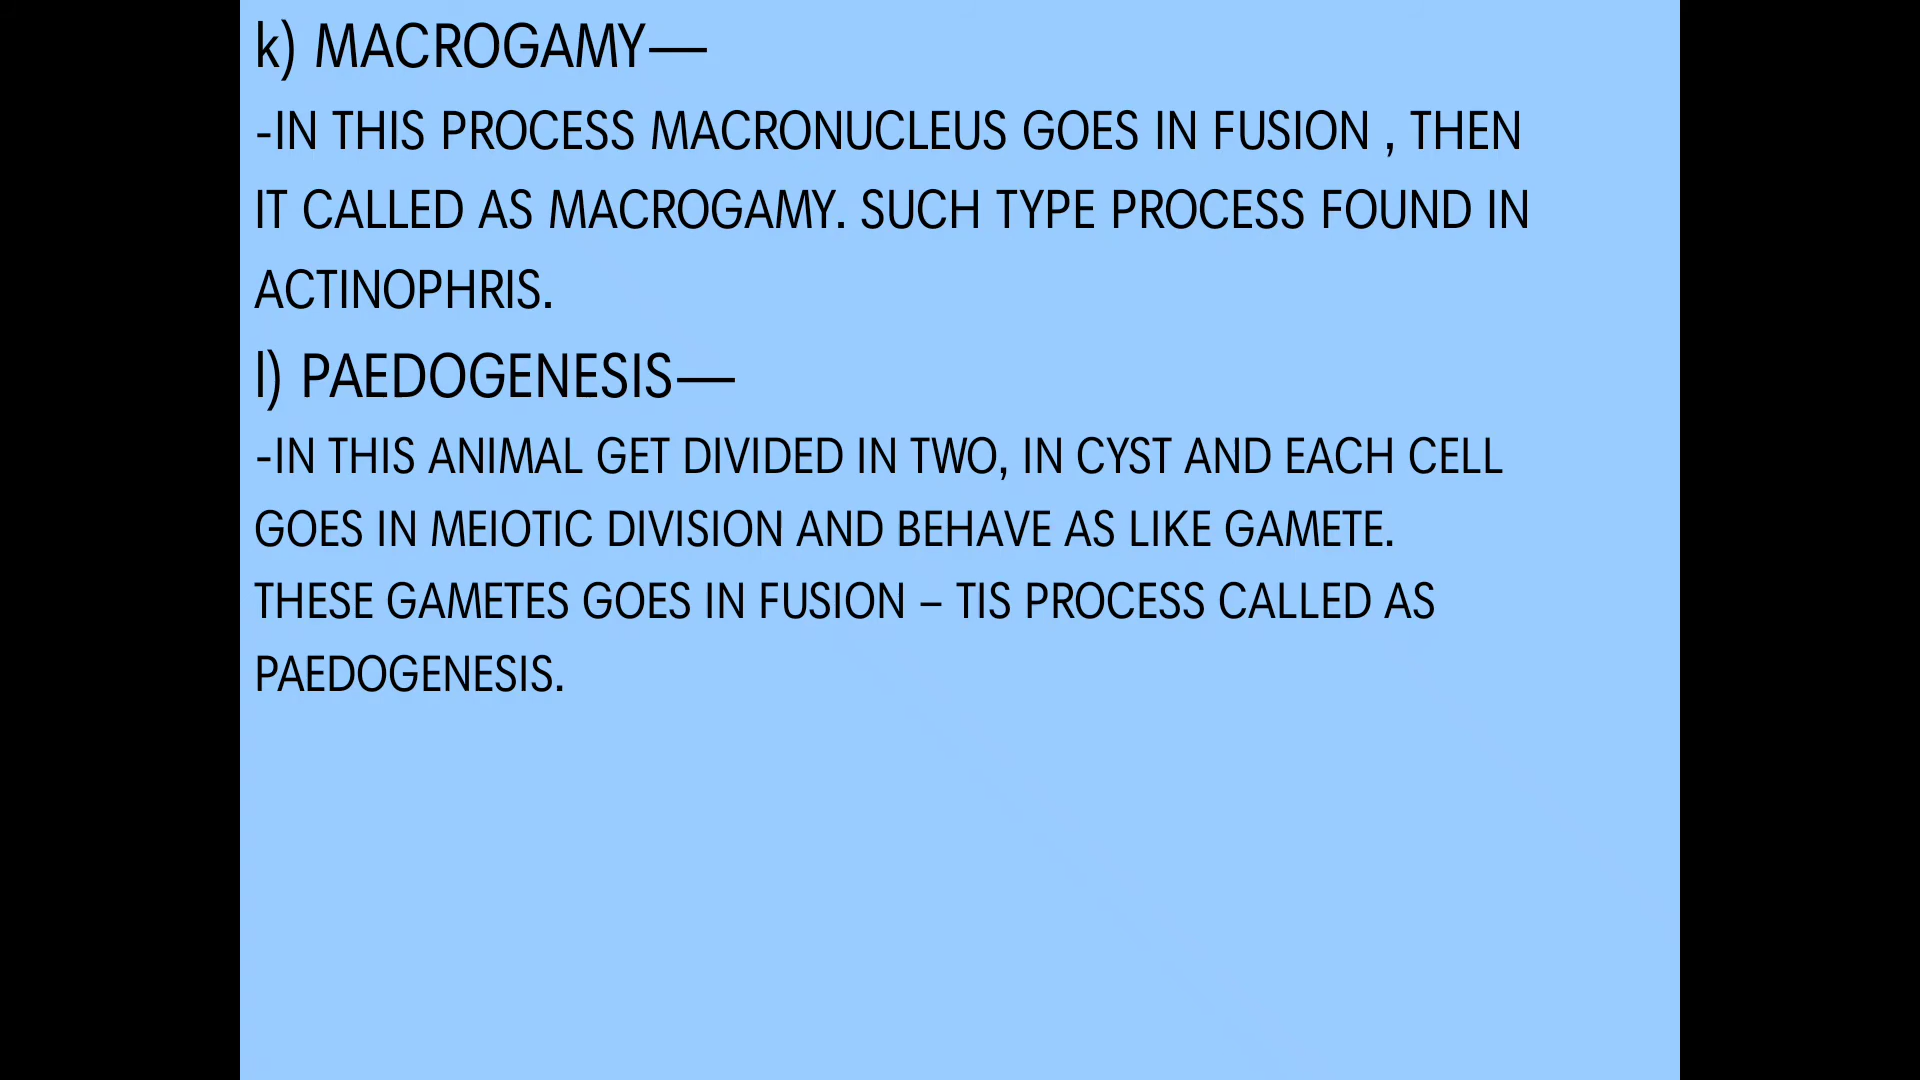 k) MACROGAMY—
-IN THIS PROCESS MACRONUCLEUS GOES IN FUSION , THEN
IT CALLED AS MACROGAMY. SUCH TYPE PROCESS FOUND IN
ACTINOPHRIS.
l) PAEDOGENESIS—
-IN THIS ANIMAL GET DIVIDED IN TWO, IN CYST AND EACH CELL
GOES IN MEIOTIC DIVISION AND BEHAVE AS LIKE GAMETE.
THESE GAMETES GOES IN FUSION – TIS PROCESS CALLED AS
PAEDOGENESIS.